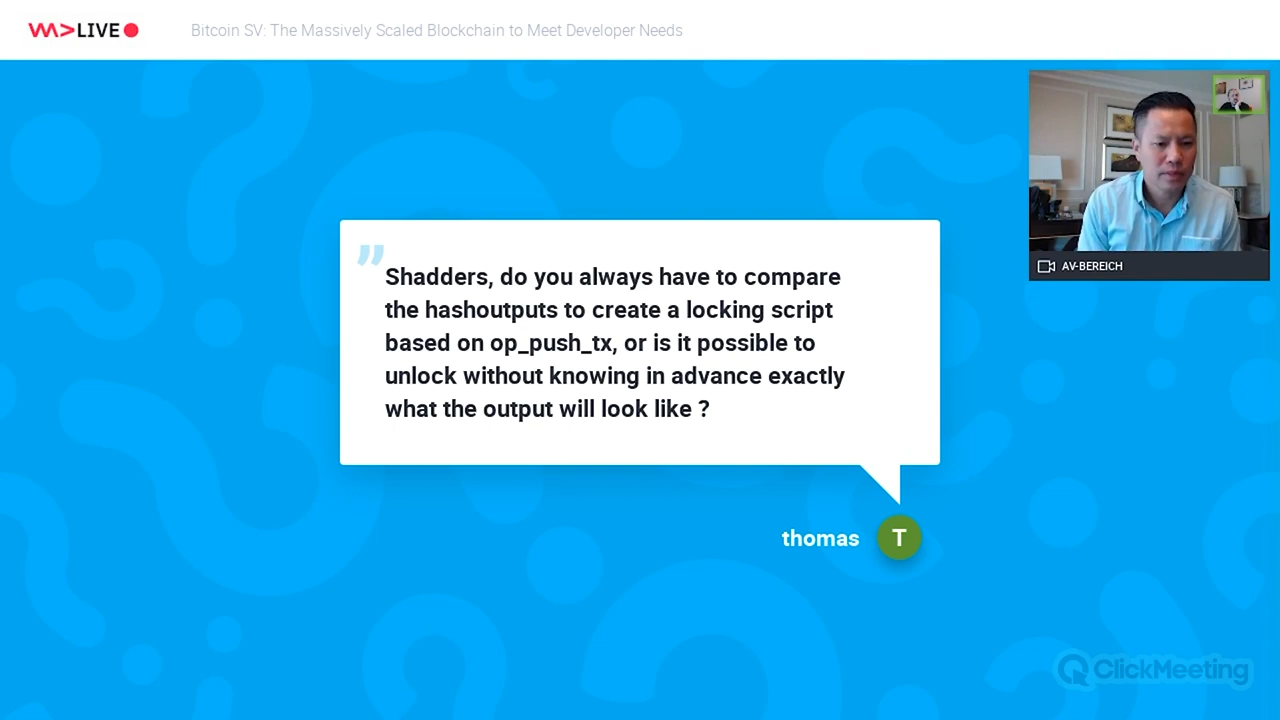 WA>LIVE
Bitcoin SV: The Massively Scaled Blockchain to Meet Developer Needs
AV-BEREICH
”
Shadders, do you always have to compare
the hashoutputs to create a locking script
based on op_push_tx, or is it possible to
unlock without knowing in advance exactly
what the output will look like ?
thomas T
ClickMeeting